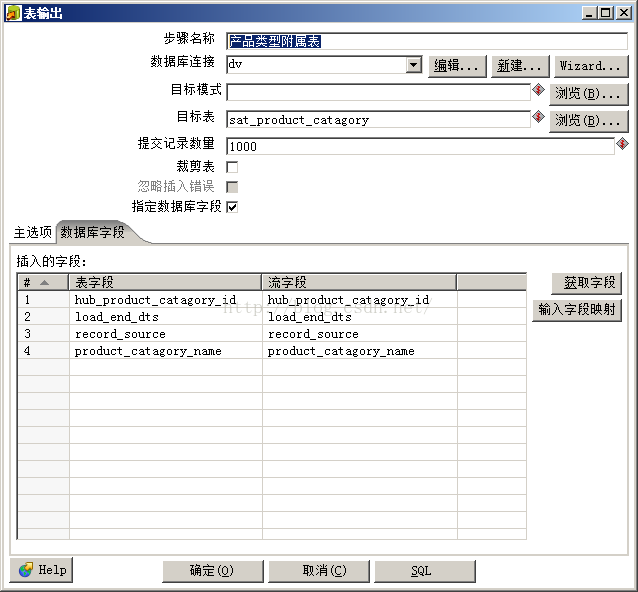 表输出
步骤名称 产品类型附属表
数据库连接 dv 编辑... 新建... Wizard...
目标模式 浏览(B)...
目标表 sat_product_catagory 浏览(B)...
提交记录数量 1000
裁剪表
忽略插入错误
指定数据库字段
主选项 数据库字段
插入的字段:
# 表字段 流字段 获取字段
1 hub_product_catagory_id hub_product_catagory_id
2 load_end_dts load_end_dts 输入字段映射
3 record_source record_source
4 product_catagory_name product_catagory_name
http://blog.csdn.net/
Help 确定(O) 取消(C) SQL